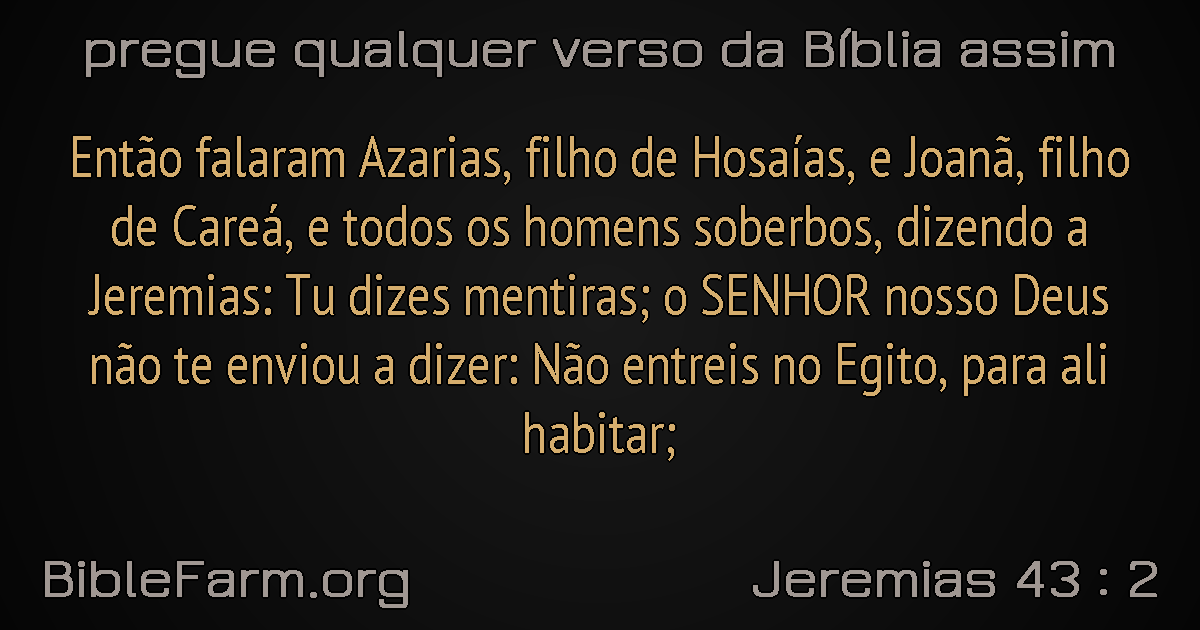 pregue qualquer verso da Bíblia assim
Então falaram Azarias, filho de Hosaías, e Joanã, filho
de Careá, e todos os homens soberbos, dizendo a
Jeremias: Tu dizes mentiras; o SENHOR nosso Deus
não te enviou a dizer: Não entreis no Egito, para ali
habitar;
BibleFarm.org
Jeremias 43 : 2